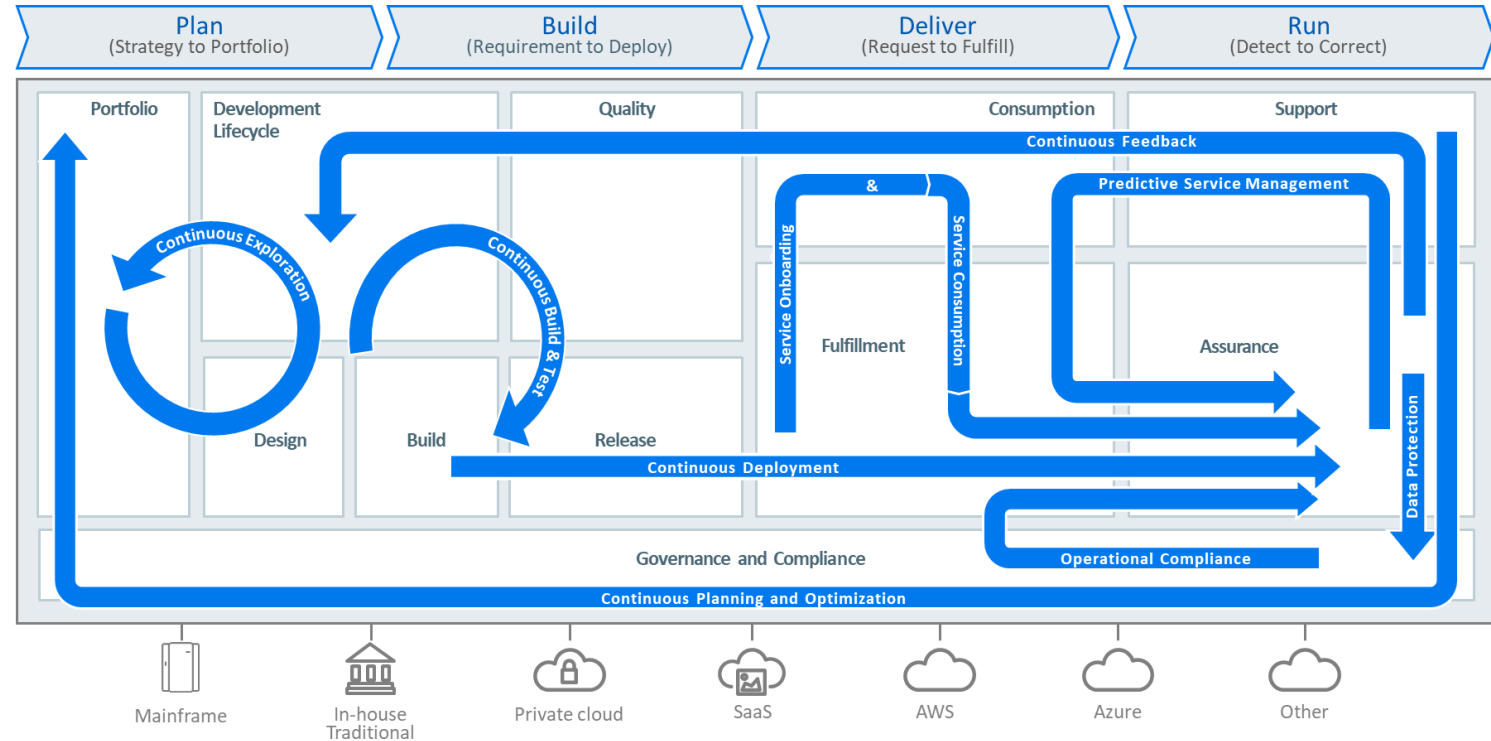 Plan
(Strategy to Portfolio)
Build
(Requirement to Deploy)
Deliver
(Request to Fulfill)
Run
(Detect to Correct)
Portfolio
Development
Lifecycle
Quality
Consumption
Support
Continuous Feedback
Predictive Service Management
&
Service Onboarding
Service Consumption
Continuous Exploration
Continuous Build & Test
Fulfillment
Assurance
Design
Build
Release
Continuous Deployment
Data Protection
Governance and Compliance
Operational Compliance
Continuous Planning and Optimization
Mainframe
In-house
Traditional
Private cloud
SaaS
AWS
Azure
Other